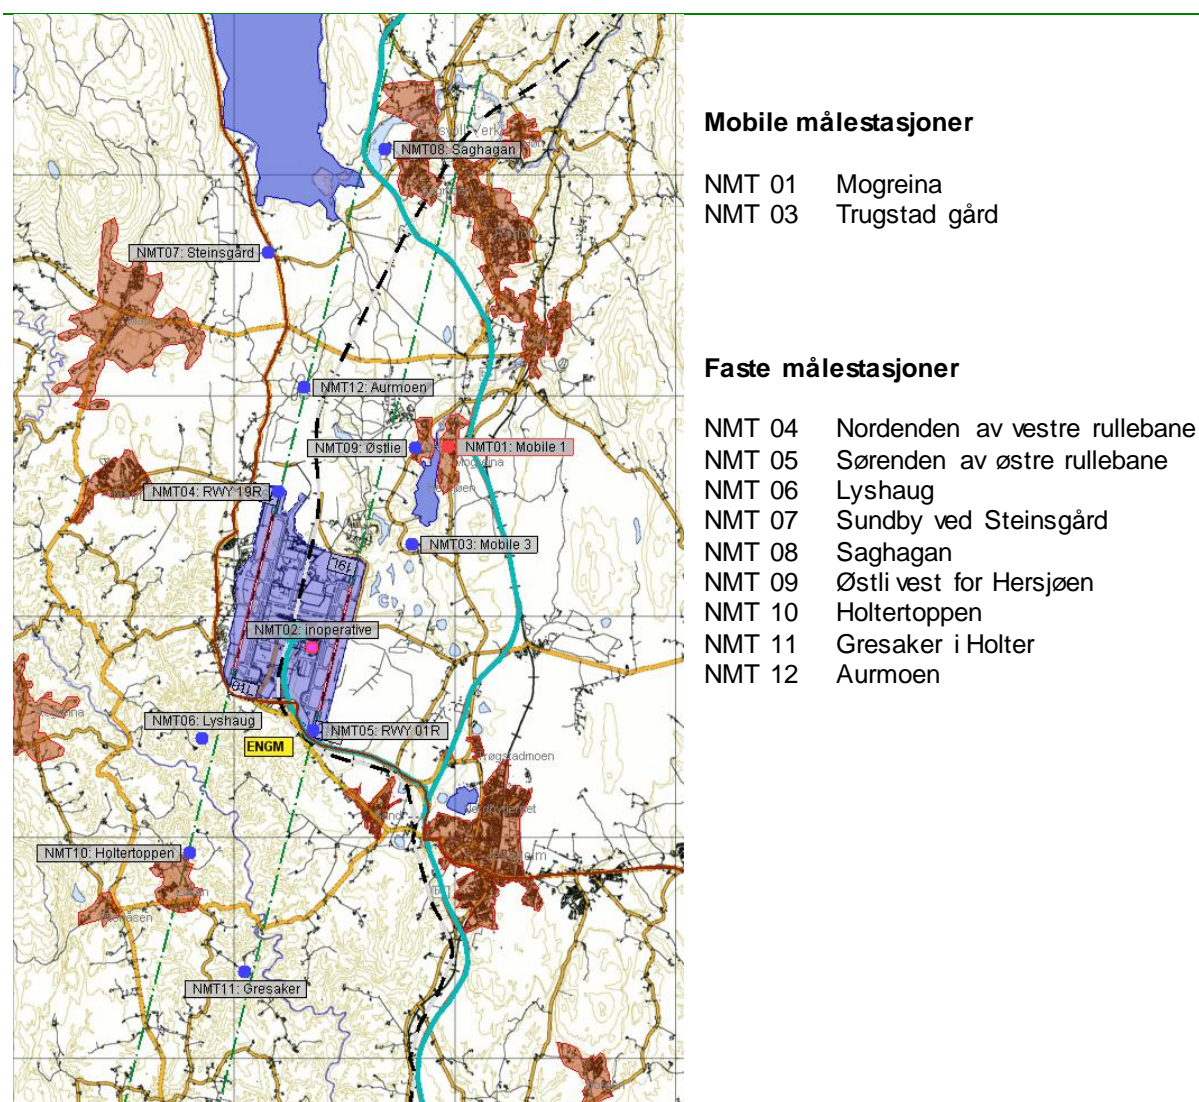 NMT08: Saghagan
NMT07: Steinsgård
NMT12: Aurmoen
NMT09: Østlie
NMT01: Mobile 1
Mogreina
NMT04: RWY 19R
NMT03: Mobile 3
19L
NMT02: inoperative
01L
NMT06: Lyshaug
NMT05: RWY 01R
ENGM
Trøgstadmoen
NMT10: Holtertoppen
NMT11: Gresaker
Mobile målestasjoner
NMT 01 Mogreina
NMT 03 Trugstad gård
Faste målestasjoner
NMT 04 Nordenden av vestre rullebane
NMT 05 Sørenden av østre rullebane
NMT 06 Lyshaug
NMT 07 Sundby ved Steinsgård
NMT 08 Saghagan
NMT 09 Østli vest for Hersjøen
NMT 10 Holtertoppen
NMT 11 Gresaker i Holter
NMT 12 Aurmoen